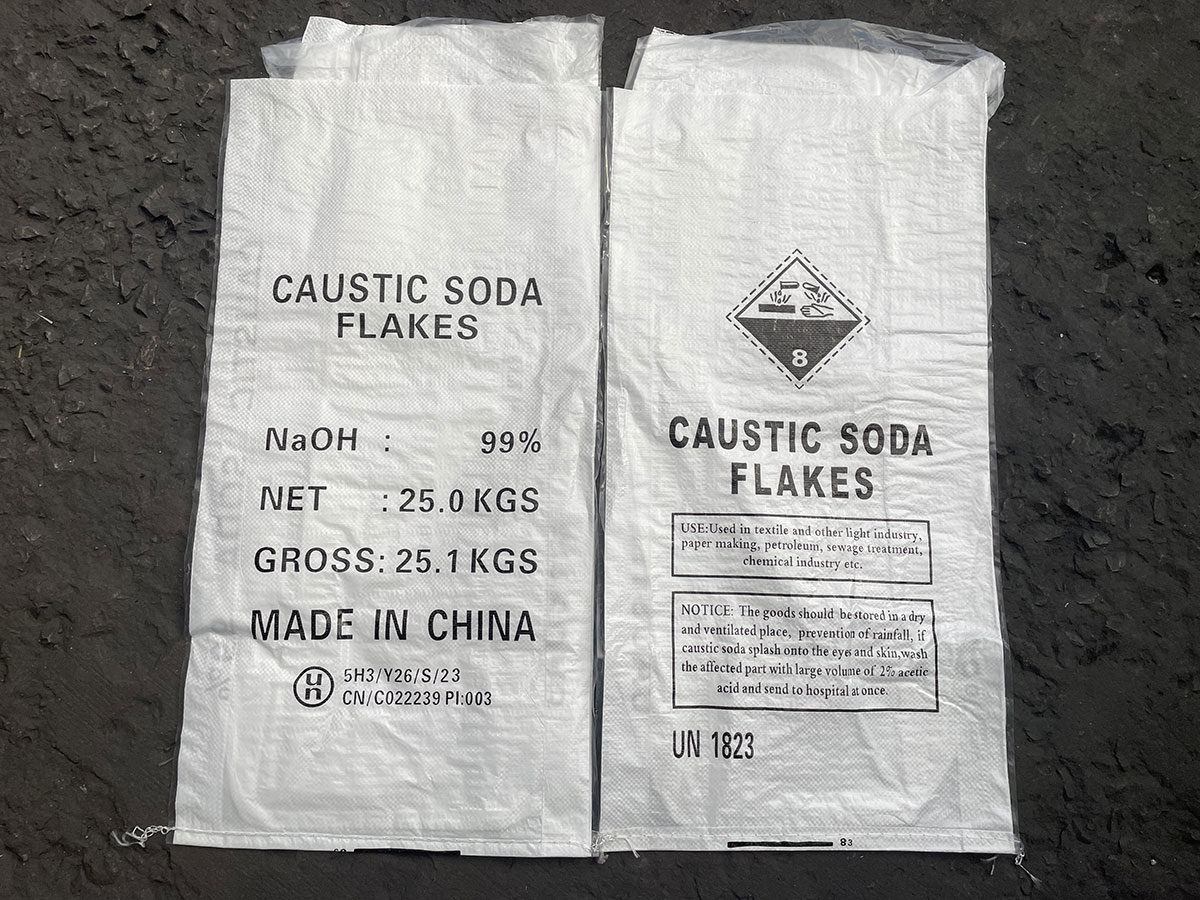 CAUSTIC SODA
FLAKES
NaOH : 99%
NET : 25.0 KGS
GROSS: 25.1 KGS
MADE IN CHINA
un
5H3/Y26/S/23
CN/C022239 PI:003
8
CAUSTIC SODA
FLAKES
USE:Used in textile and other light industry,
paper making, petroleum, sewage treatment,
chemical industry etc.
NOTICE: The goods should be stored in a dry
and ventilated place, prevention of rainfall, if
caustic soda splash onto the eyes and skin,wash
the affected part with large volume of 2% acetic
acid and send to hospital at once.
UN 1823
83